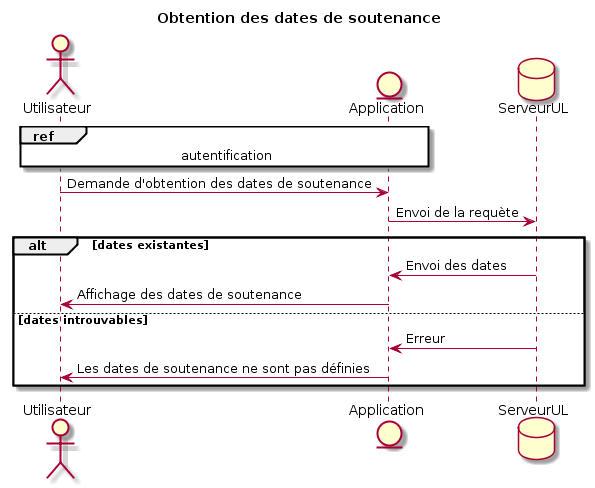 Obtention des dates de soutenance
Utilisateur
Application
ServeurUL
ref
autentification
Demande d'obtention des dates de soutenance
Envoi de la requète
alt
[dates existantes]
Envoi des dates
Affichage des dates de soutenance
[dates introuvables]
Erreur
Les dates de soutenance ne sont pas définies
Utilisateur
Application
ServeurUL